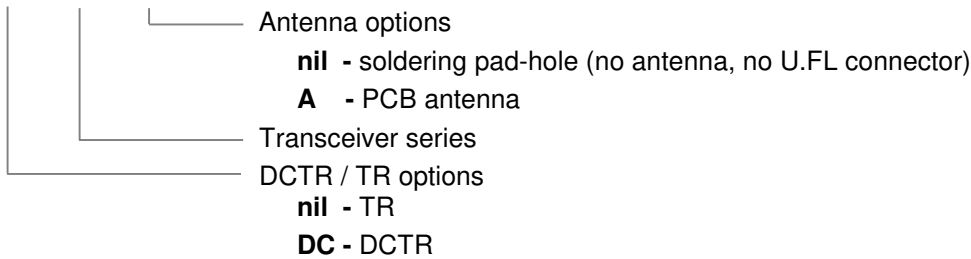 Antenna options
nil - soldering pad-hole (no antenna, no U.FL connector)
A - PCB antenna
Transceiver series
DCTR / TR options
nil - TR
DC - DCTR